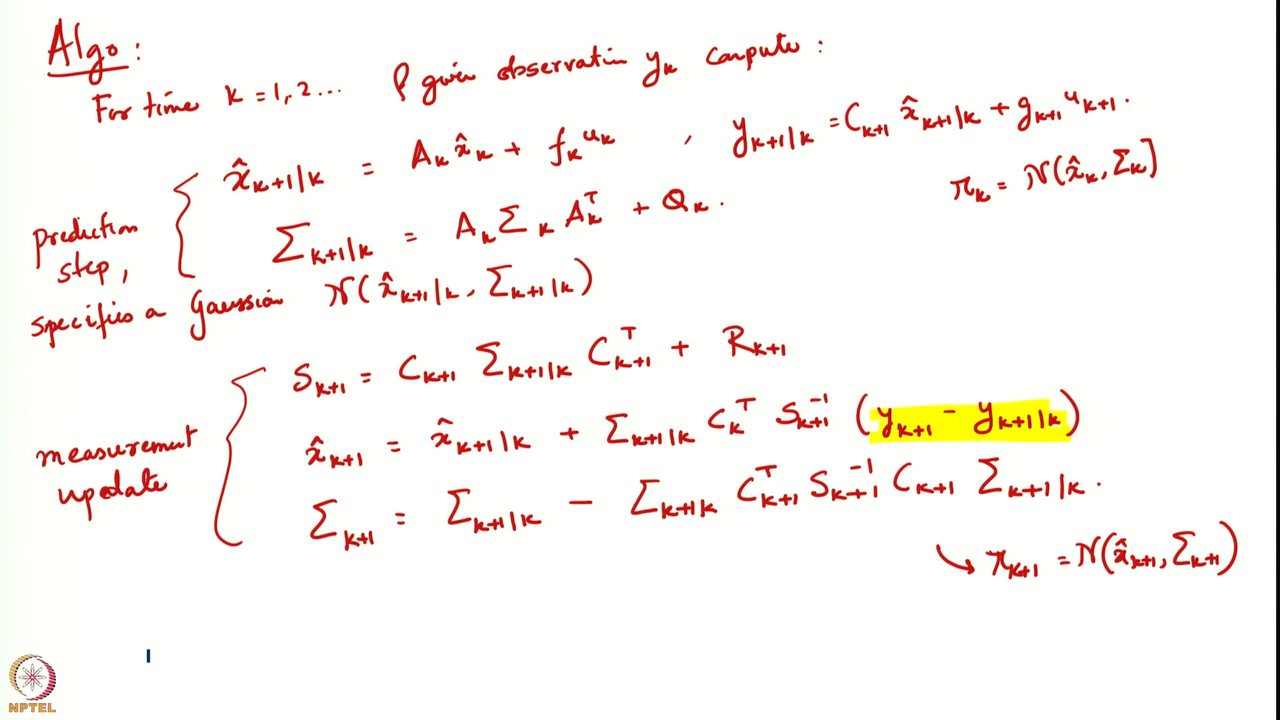 Algo:
For time k = 1, 2... & given observatin y_k compute :
x̂_{k+1|k} = A_k x̂_k + f_k u_k , y_{k+1|k} = C_{k+1} x̂_{k+1|k} + g_{k+1} u_{k+1}.
π_k = N(x̂_k, Σ_k]
prediction step,
Σ_{k+1|k} = A_k Σ_k A_k^T + Q_k.
specifies a Gaussian N(x̂_{k+1|k}, Σ_{k+1|k})
S_{k+1} = C_{k+1} Σ_{k+1|k} C_{k+1}^T + R_{k+1}
measurement update
x̂_{k+1} = x̂_{k+1|k} + Σ_{k+1|k} C_k^T S_{k+1}^{-1} (y_{k+1} - y_{k+1|k})
Σ_{k+1} = Σ_{k+1|k} - Σ_{k+1|k} C_{k+1}^T S_{k+1}^{-1} C_{k+1} Σ_{k+1|k}.
↳ π_{k+1} = N(x̂_{k+1}, Σ_{k+1})
NPTEL